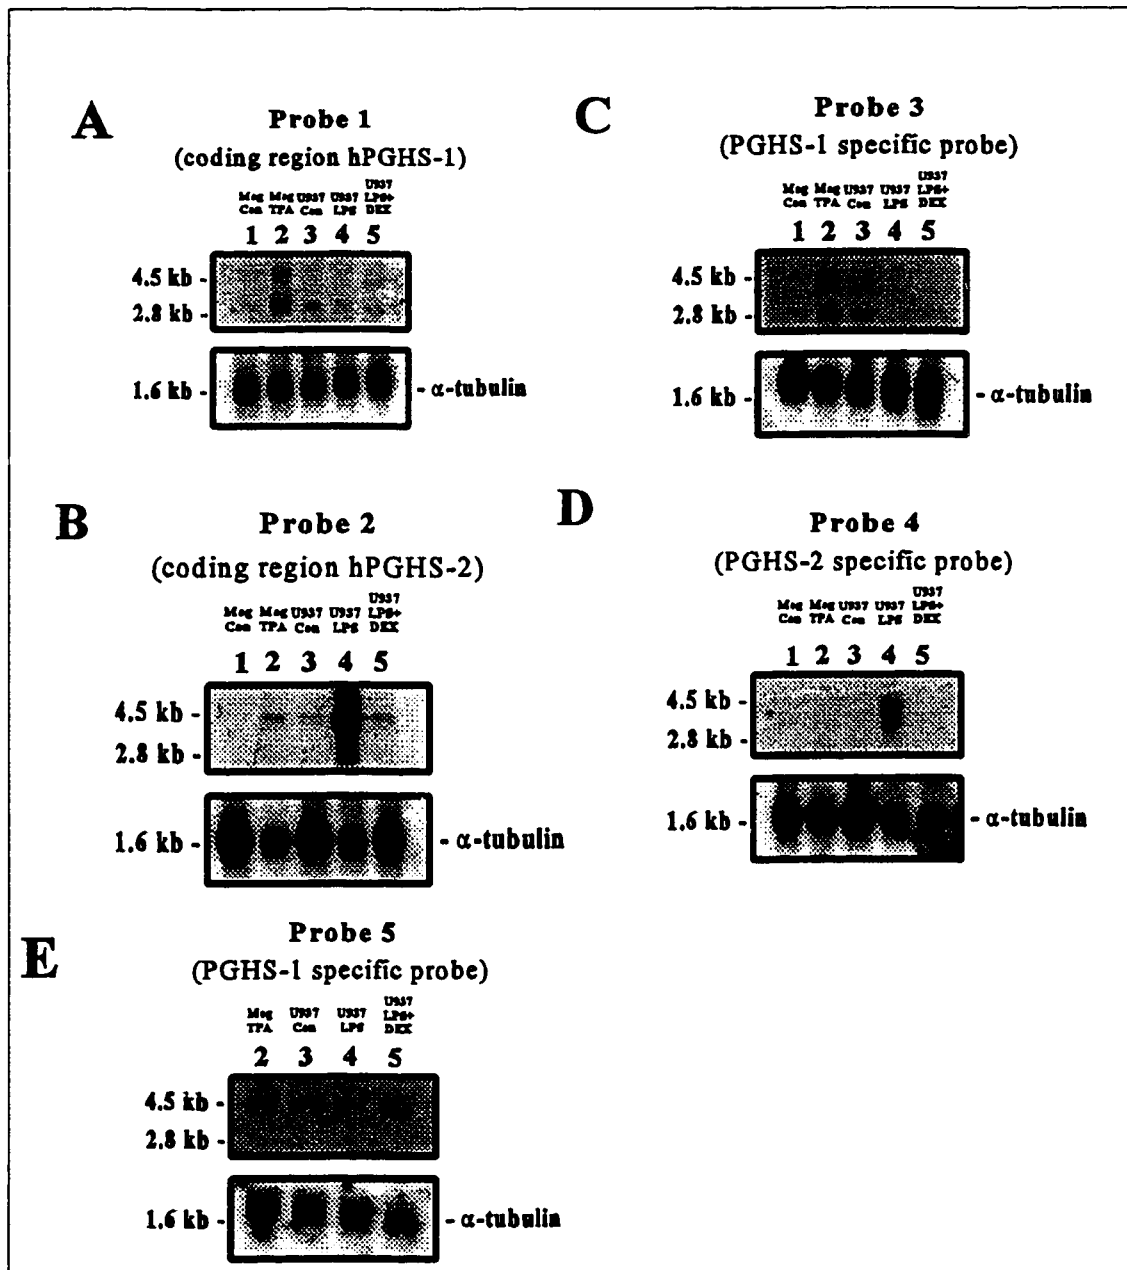 A
Probe 1
(coding region hPGHS-1)
Meg Con
Meg TPA
U937 Con
U937 LPS
U937 LPS+ DEX
1 2 3 4 5
4.5 kb -
2.8 kb -
1.6 kb -
- α-tubulin
B
Probe 2
(coding region hPGHS-2)
Meg Con
Meg TPA
U937 Con
U937 LPS
U937 LPS+ DEX
1 2 3 4 5
4.5 kb -
2.8 kb -
1.6 kb -
- α-tubulin
C
Probe 3
(PGHS-1 specific probe)
Meg Con
Meg TPA
U937 Con
U937 LPS
U937 LPS+ DEX
1 2 3 4 5
4.5 kb -
2.8 kb -
1.6 kb -
- α-tubulin
D
Probe 4
(PGHS-2 specific probe)
Meg Con
Meg TPA
U937 Con
U937 LPS
U937 LPS+ DEX
1 2 3 4 5
4.5 kb -
2.8 kb -
1.6 kb -
- α-tubulin
E
Probe 5
(PGHS-1 specific probe)
Meg TPA
U937 Con
U937 LPS
U937 LPS+ DEX
2 3 4 5
4.5 kb -
2.8 kb -
1.6 kb -
- α-tubulin